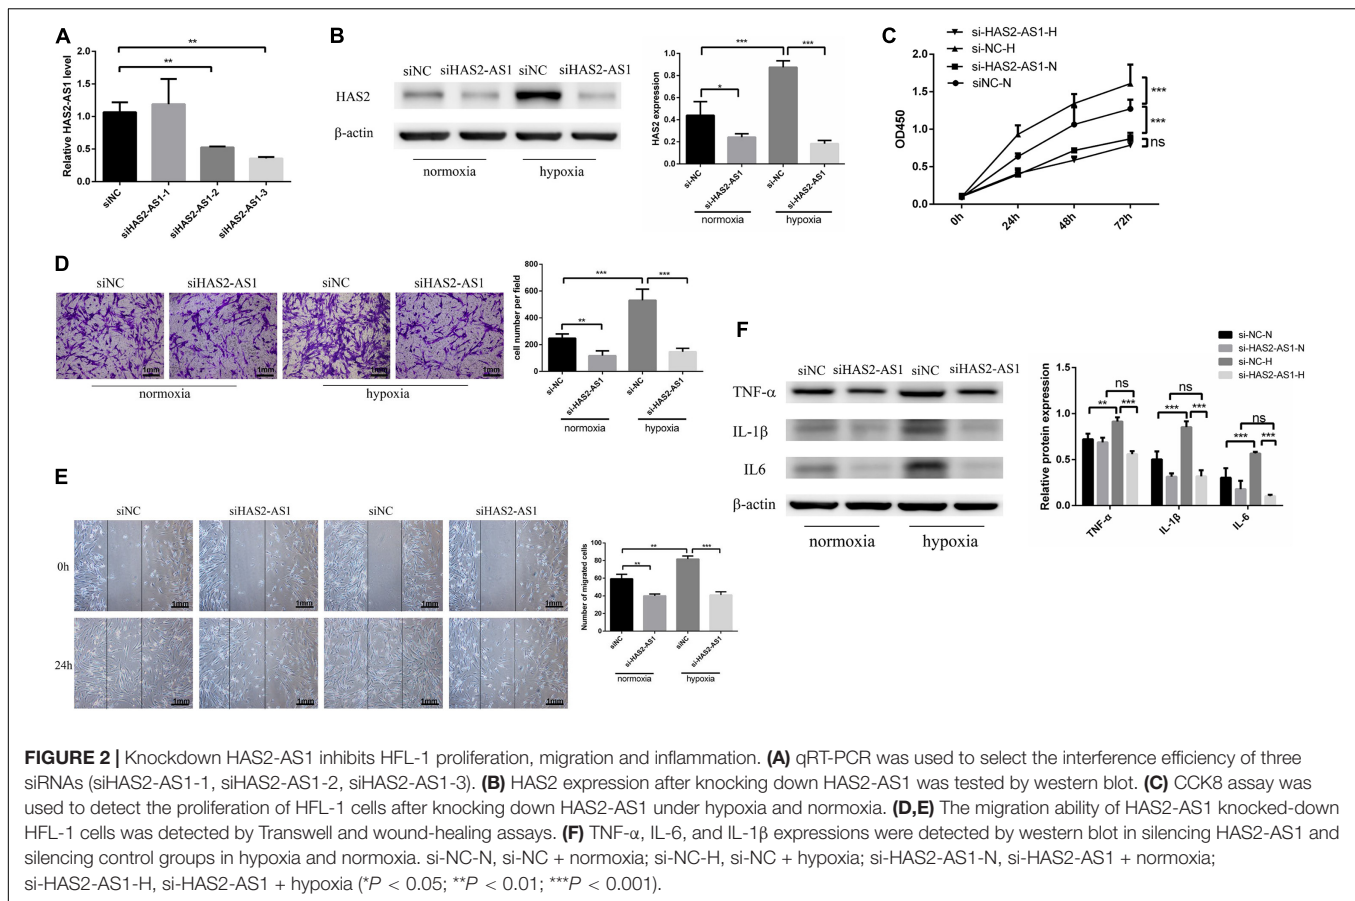 A
Relative HAS2-AS1 level
2.0
1.5
1.0
0.5
0.0
**
**
siNC
siHAS2-AS1-1
siHAS2-AS1-2
siHAS2-AS1-3
B
siNC siHAS2-AS1 siNC siHAS2-AS1
HAS2
β-actin
normoxia hypoxia
HAS2 expression
1.0
0.8
0.6
0.4
0.2
0.0
*** ***
*
si-NC
si-HAS2-AS1
si-NC
si-HAS2-AS1
normoxia hypoxia
C
si-HAS2-AS1-H
si-NC-H
si-HAS2-AS1-N
siNC-N
OD450
2.0
1.5
1.0
0.5
0.0
***
***
ns
0h
24h
48h
72h
D
siNC siHAS2-AS1 siNC siHAS2-AS1
1mm 1mm 1mm 1mm
normoxia hypoxia
cell number per field
800
600
400
200
0
*** ***
**
si-NC
si-HAS2-AS1
si-NC
si-HAS2-AS1
normoxia hypoxia
E
siNC siHAS2-AS1 siNC siHAS2-AS1
0h
1mm 1mm 1mm 1mm
24h
1mm 1mm 1mm 1mm
Number of migrated cells
100
80
60
40
20
0
** ***
**
siNC
si-HAS2-AS1
siNC
si-HAS2-AS1
normoxia hypoxia
F
siNC siHAS2-AS1 siNC siHAS2-AS1
TNF-α
IL-1β
IL6
β-actin
normoxia hypoxia
si-NC-N
si-HAS2-AS1-N
si-NC-H
si-HAS2-AS1-H
Relative protein expression
1.5
1.0
0.5
0.0
ns ns ns
** *** *** *** *** ***
TNF-α
IL-1β
IL-6
FIGURE 2 | Knockdown HAS2-AS1 inhibits HFL-1 proliferation, migration and inflammation. (A) qRT-PCR was used to select the interference efficiency of three
siRNAs (siHAS2-AS1-1, siHAS2-AS1-2, siHAS2-AS1-3). (B) HAS2 expression after knocking down HAS2-AS1 was tested by western blot. (C) CCK8 assay was
used to detect the proliferation of HFL-1 cells after knocking down HAS2-AS1 under hypoxia and normoxia. (D,E) The migration ability of HAS2-AS1 knocked-down
HFL-1 cells was detected by Transwell and wound-healing assays. (F) TNF-α, IL-6, and IL-1β expressions were detected by western blot in silencing HAS2-AS1 and
silencing control groups in hypoxia and normoxia. si-NC-N, si-NC + normoxia; si-NC-H, si-NC + hypoxia; si-HAS2-AS1-N, si-HAS2-AS1 + normoxia;
si-HAS2-AS1-H, si-HAS2-AS1 + hypoxia (*P < 0.05; **P < 0.01; ***P < 0.001).